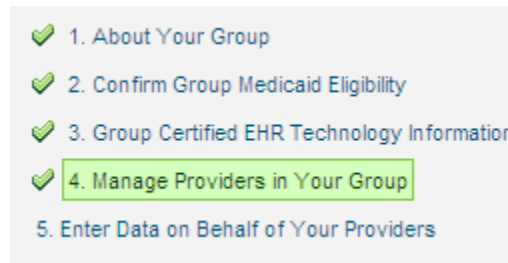 1. About Your Group
2. Confirm Group Medicaid Eligibility
3. Group Certified EHR Technology Information
4. Manage Providers in Your Group
5. Enter Data on Behalf of Your Providers